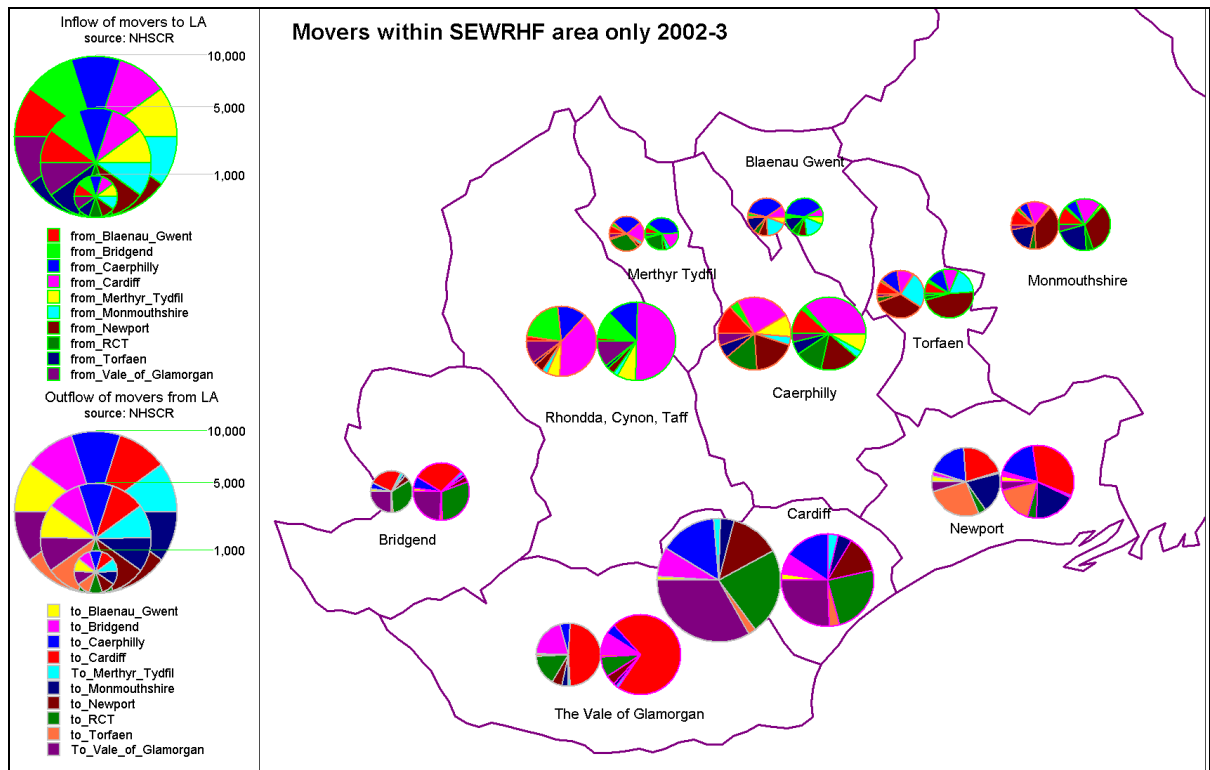 Inflow of movers to LA
source: NHSCR
10,000
5,000
1,000
from_Blaenau_Gwent
from_Bridgend
from_Caerphilly
from_Cardiff
from_Merthyr_Tydfil
from_Monmouthshire
from_Newport
from_RCT
from_Torfaen
from_Vale_of_Glamorgan
Outflow of movers from LA
source: NHSCR
10,000
5,000
1,000
to_Blaenau_Gwent
to_Bridgend
to_Caerphilly
to_Cardiff
To_Merthyr_Tydfil
to_Monmouthshire
to_Newport
to_RCT
to_Torfaen
To_Vale_of_Glamorgan
Movers within SEWRHF area only 2002-3
Blaenau Gwent
Merthyr Tydfil
Monmouthshire
Torfaen
Caerphilly
Rhondda, Cynon, Taff
Cardiff
Newport
Bridgend
The Vale of Glamorgan